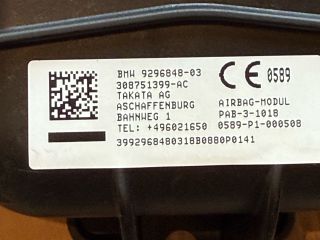 BMW 9296848-03
308751399-AC
TAKATA AG
ASCHAFFENBURG
BAHNWEG 1
TEL: +496021650
CE 0589
AIRBAG-MODUL
PAB-3-1018
0589-P1-000508
3992968480318B0880P0141